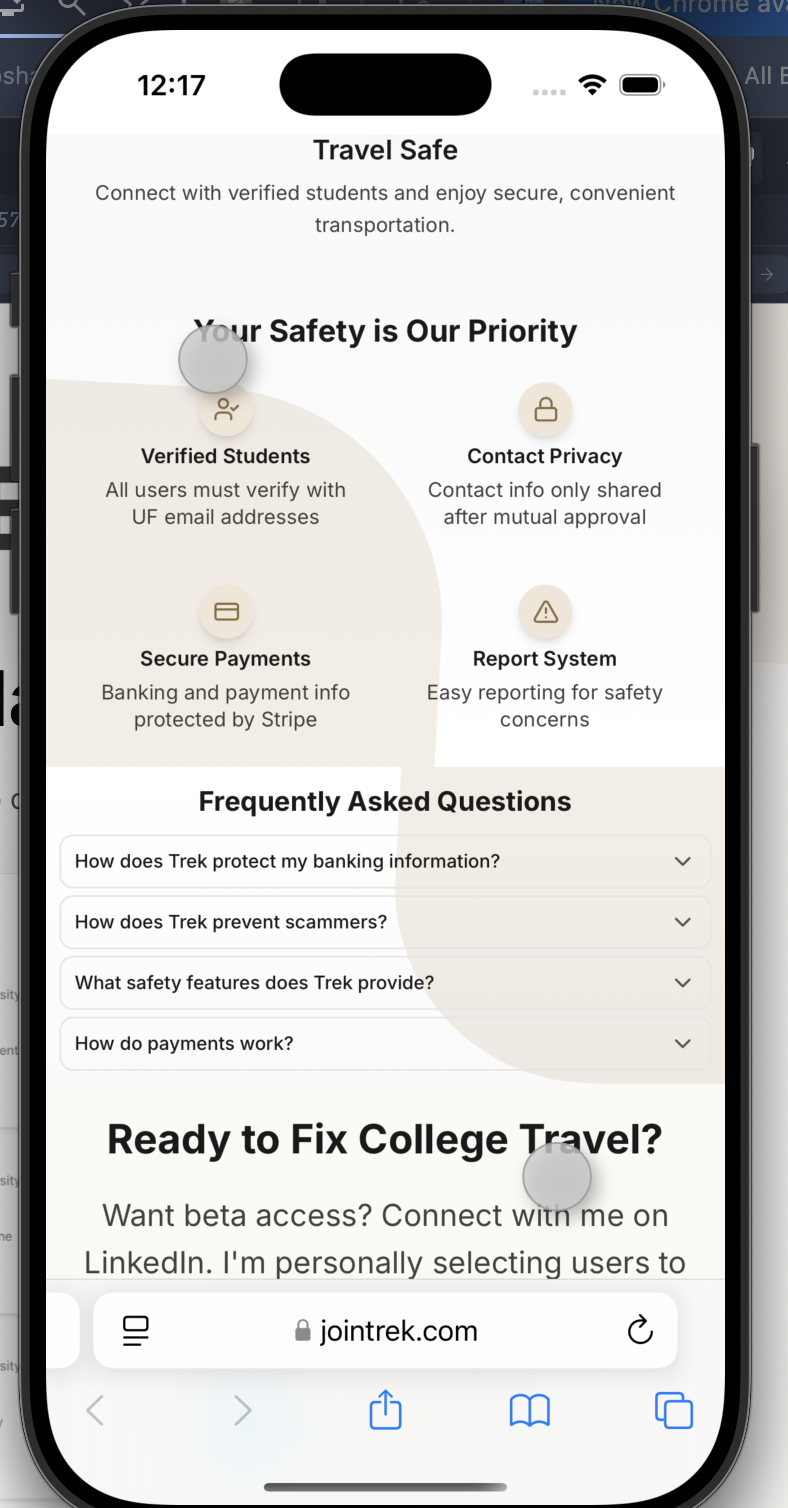 New Chrome ava
All B
57
12:17
Travel Safe
Connect with verified students and enjoy secure, convenient
transportation.
Your Safety is Our Priority
Verified Students
All users must verify with
UF email addresses
Contact Privacy
Contact info only shared
after mutual approval
Secure Payments
Banking and payment info
protected by Stripe
Report System
Easy reporting for safety
concerns
Frequently Asked Questions
How does Trek protect my banking information?
How does Trek prevent scammers?
What safety features does Trek provide?
How do payments work?
Ready to Fix College Travel?
Want beta access? Connect with me on
LinkedIn. I'm personally selecting users to
jointrek.com